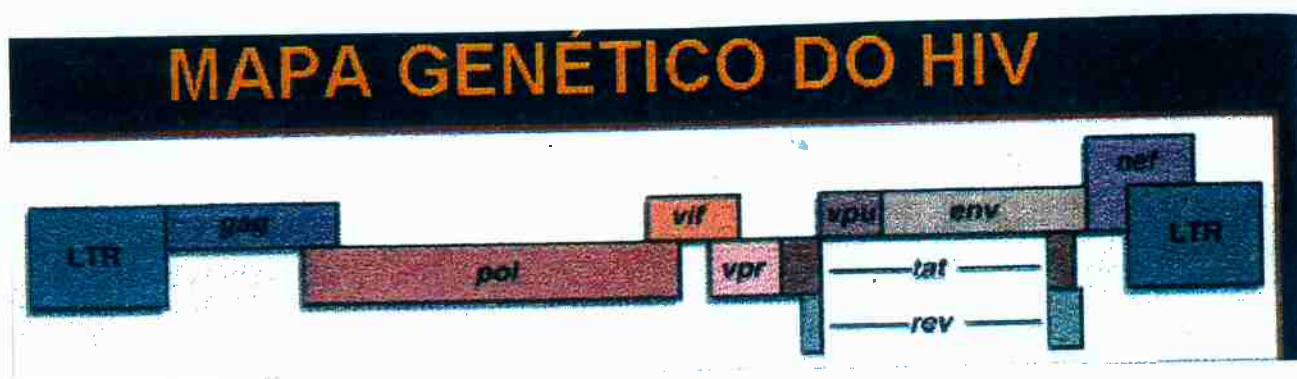 MAPA GENÉTICO DO HIV
LTR
gag
pol
vif
vpr
vpu
env
tat
rev
nef
LTR